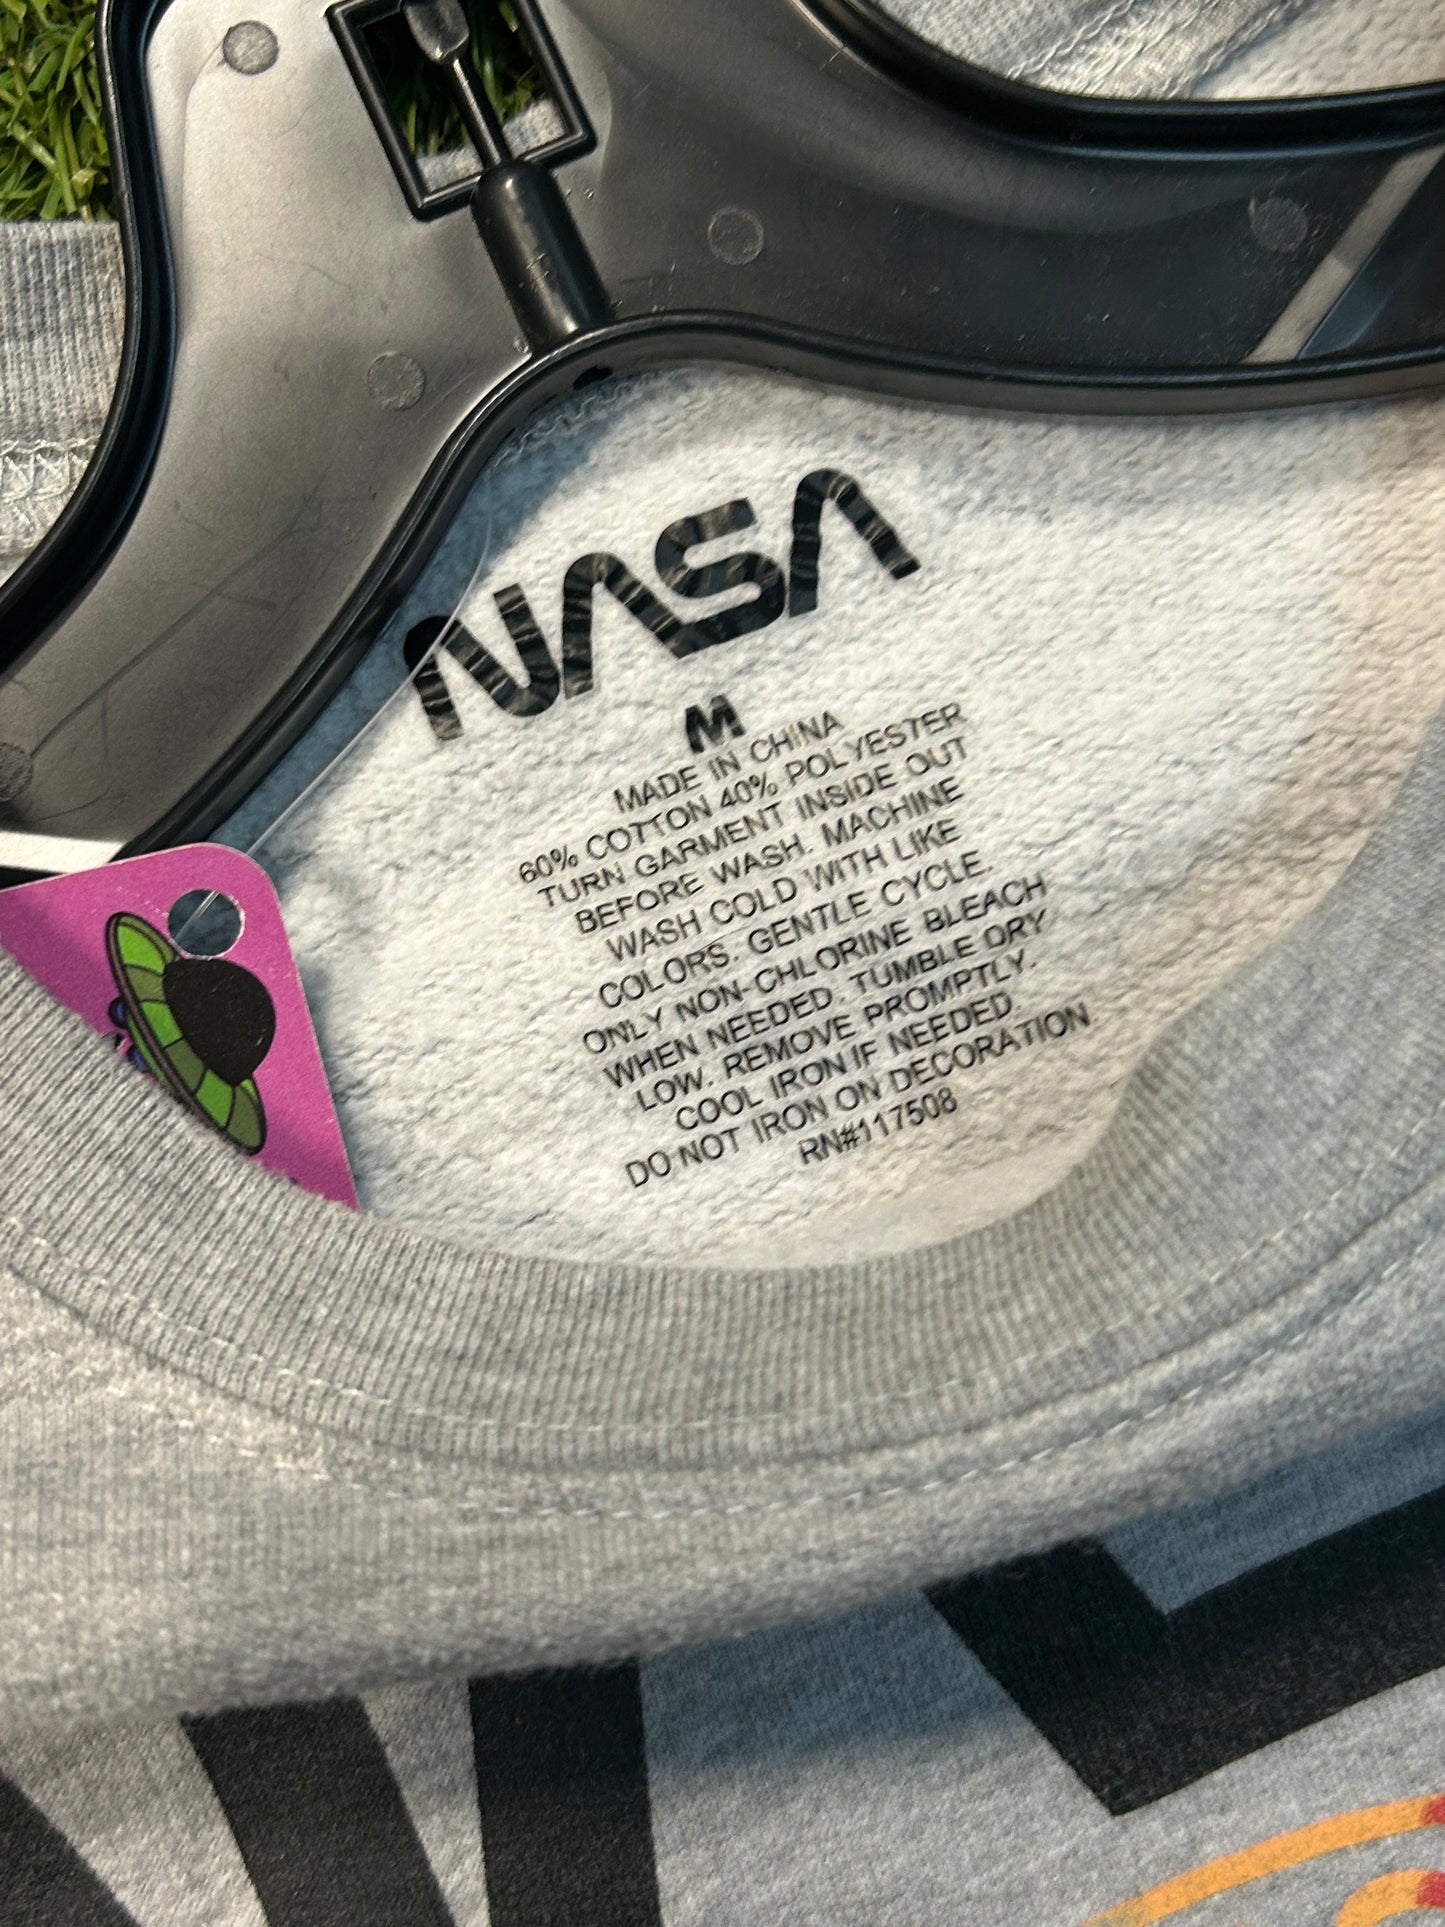 NASA
M
MADE IN CHINA
60% COTTON 40% POLYESTER
TURN GARMENT INSIDE OUT
BEFORE WASH. MACHINE
WASH COLD WITH LIKE
COLORS. GENTLE CYCLE.
ONLY NON-CHLORINE BLEACH
WHEN NEEDED. TUMBLE DRY
LOW. REMOVE PROMPTLY.
COOL IRON IF NEEDED.
DO NOT IRON ON DECORATION
RN#117508